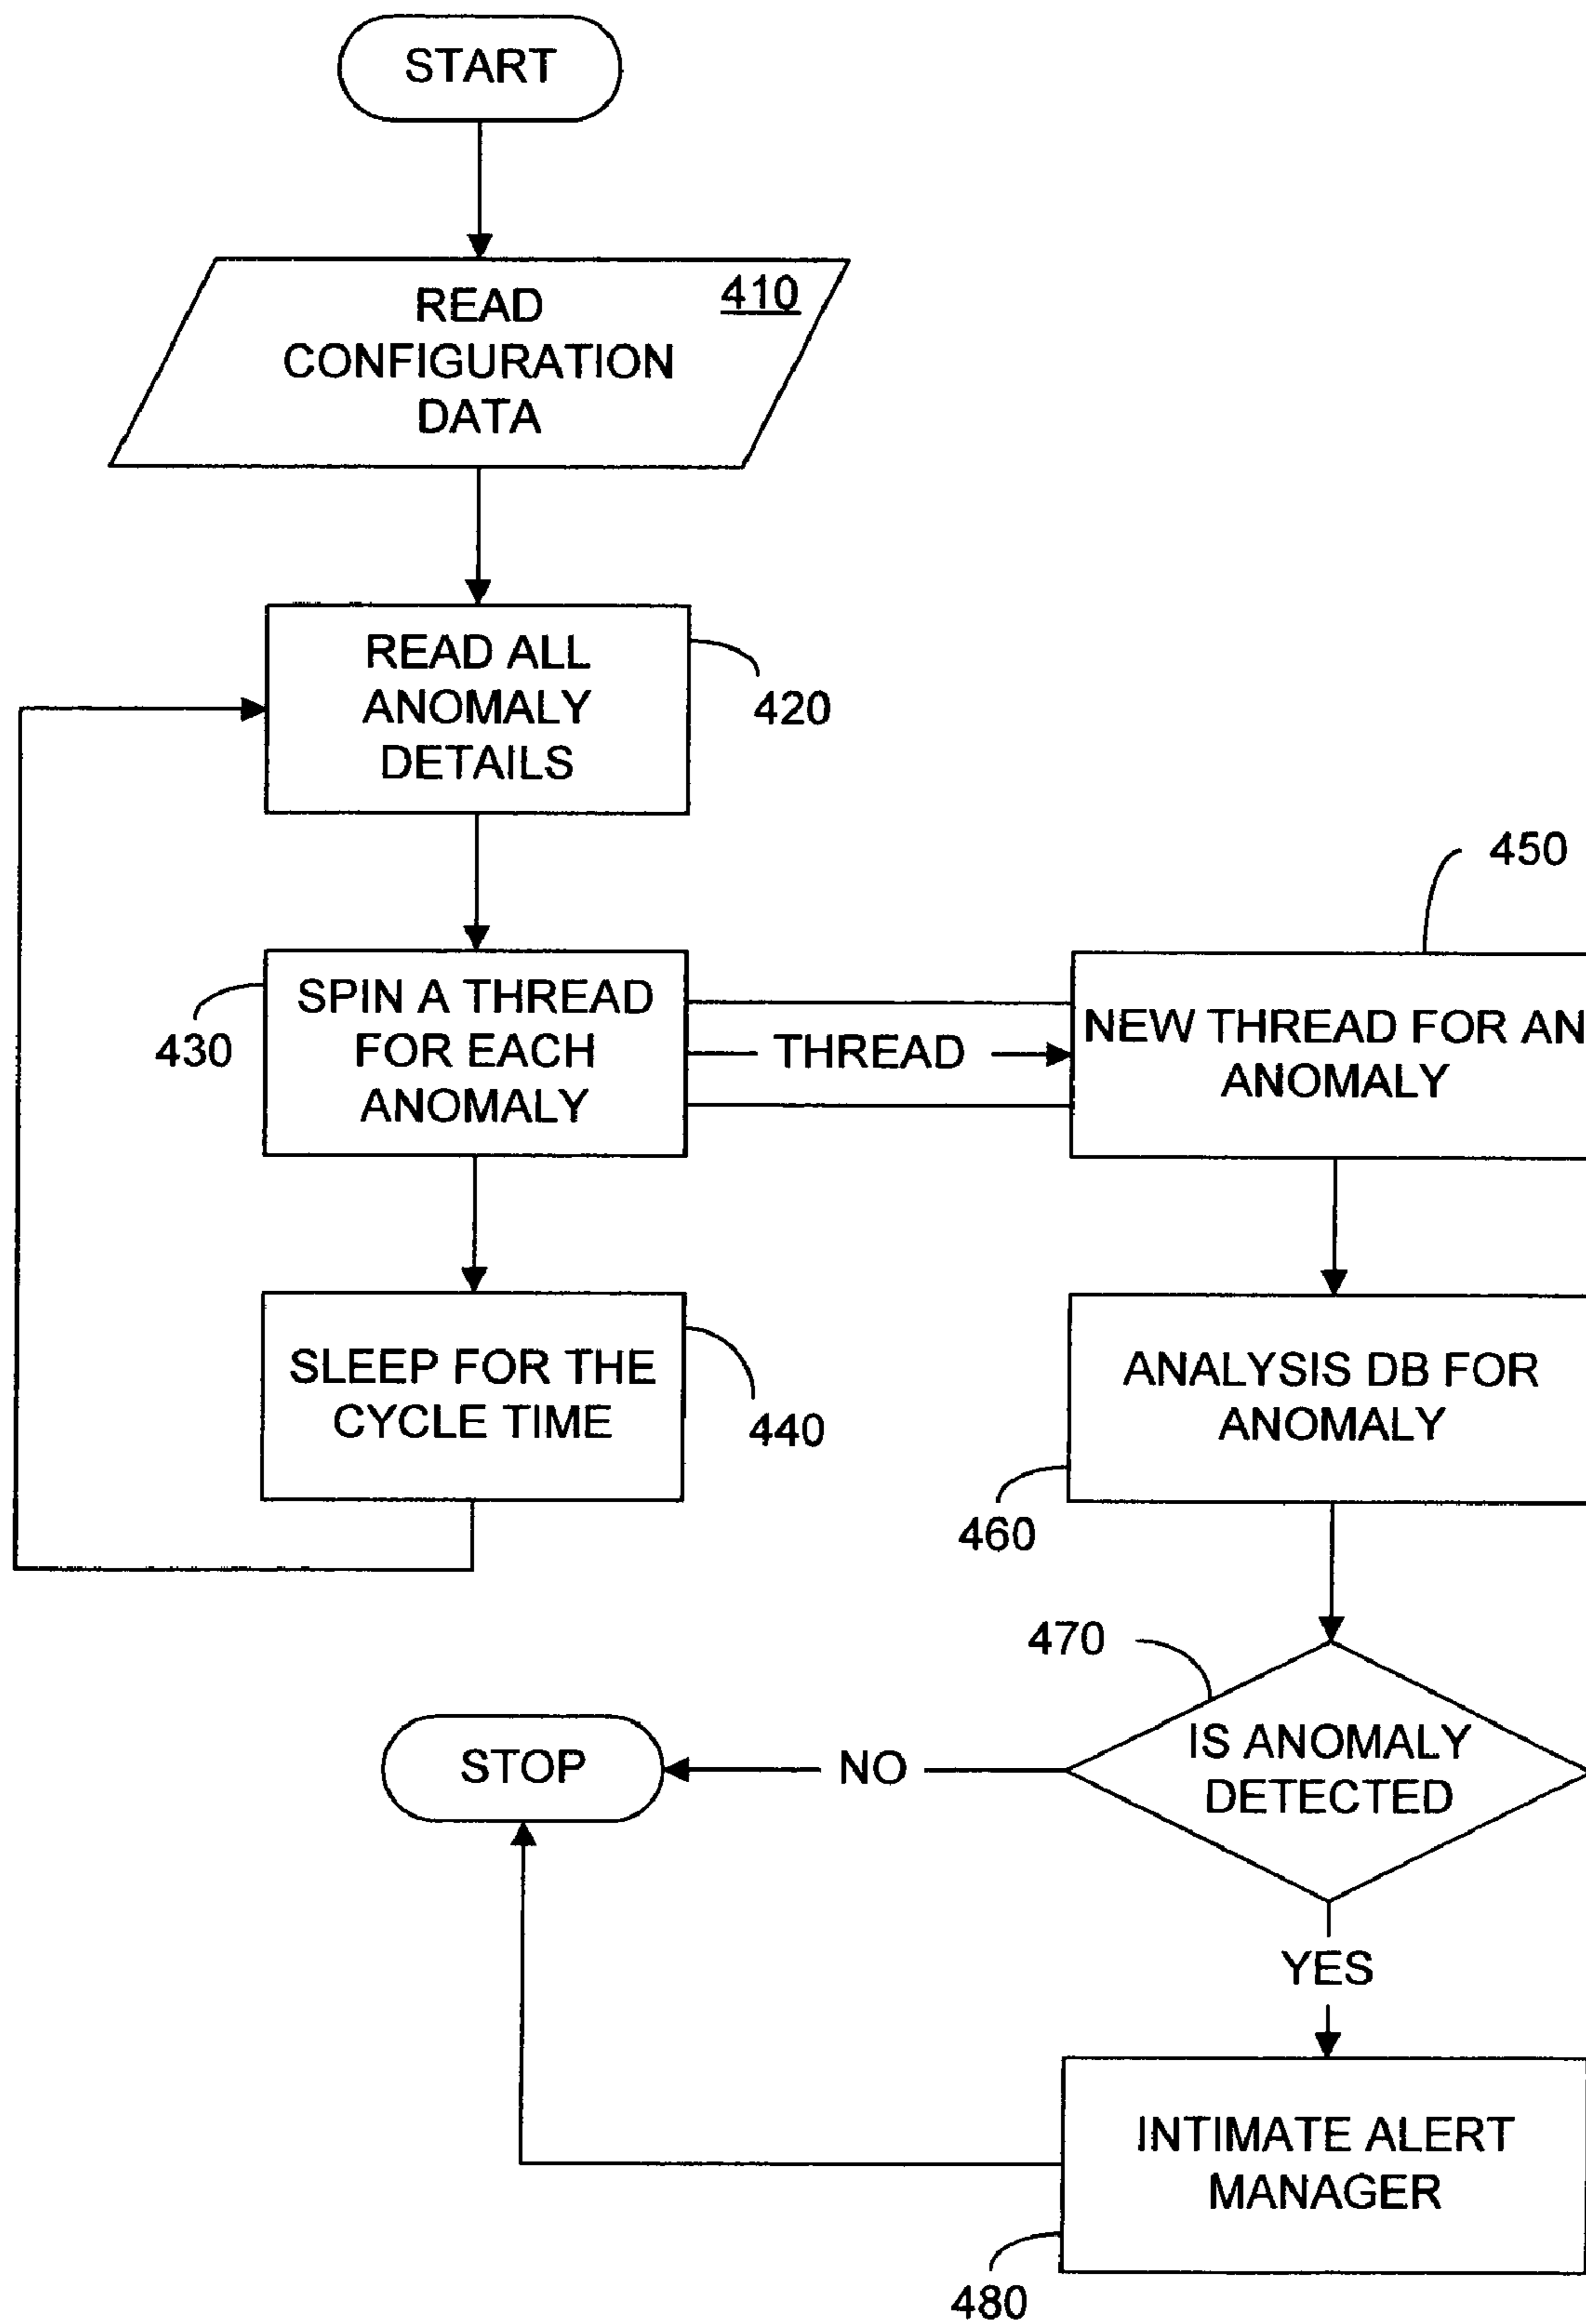 START
410
READ
CONFIGURATION
DATA
READ ALL
ANOMALY
DETAILS
420
450
SPIN A THREAD
FOR EACH
ANOMALY
430
THREAD
NEW THREAD FOR AN
ANOMALY
SLEEP FOR THE
CYCLE TIME
440
ANALYSIS DB FOR
ANOMALY
460
470
IS ANOMALY
DETECTED
NO
STOP
YES
INTIMATE ALERT
MANAGER
480